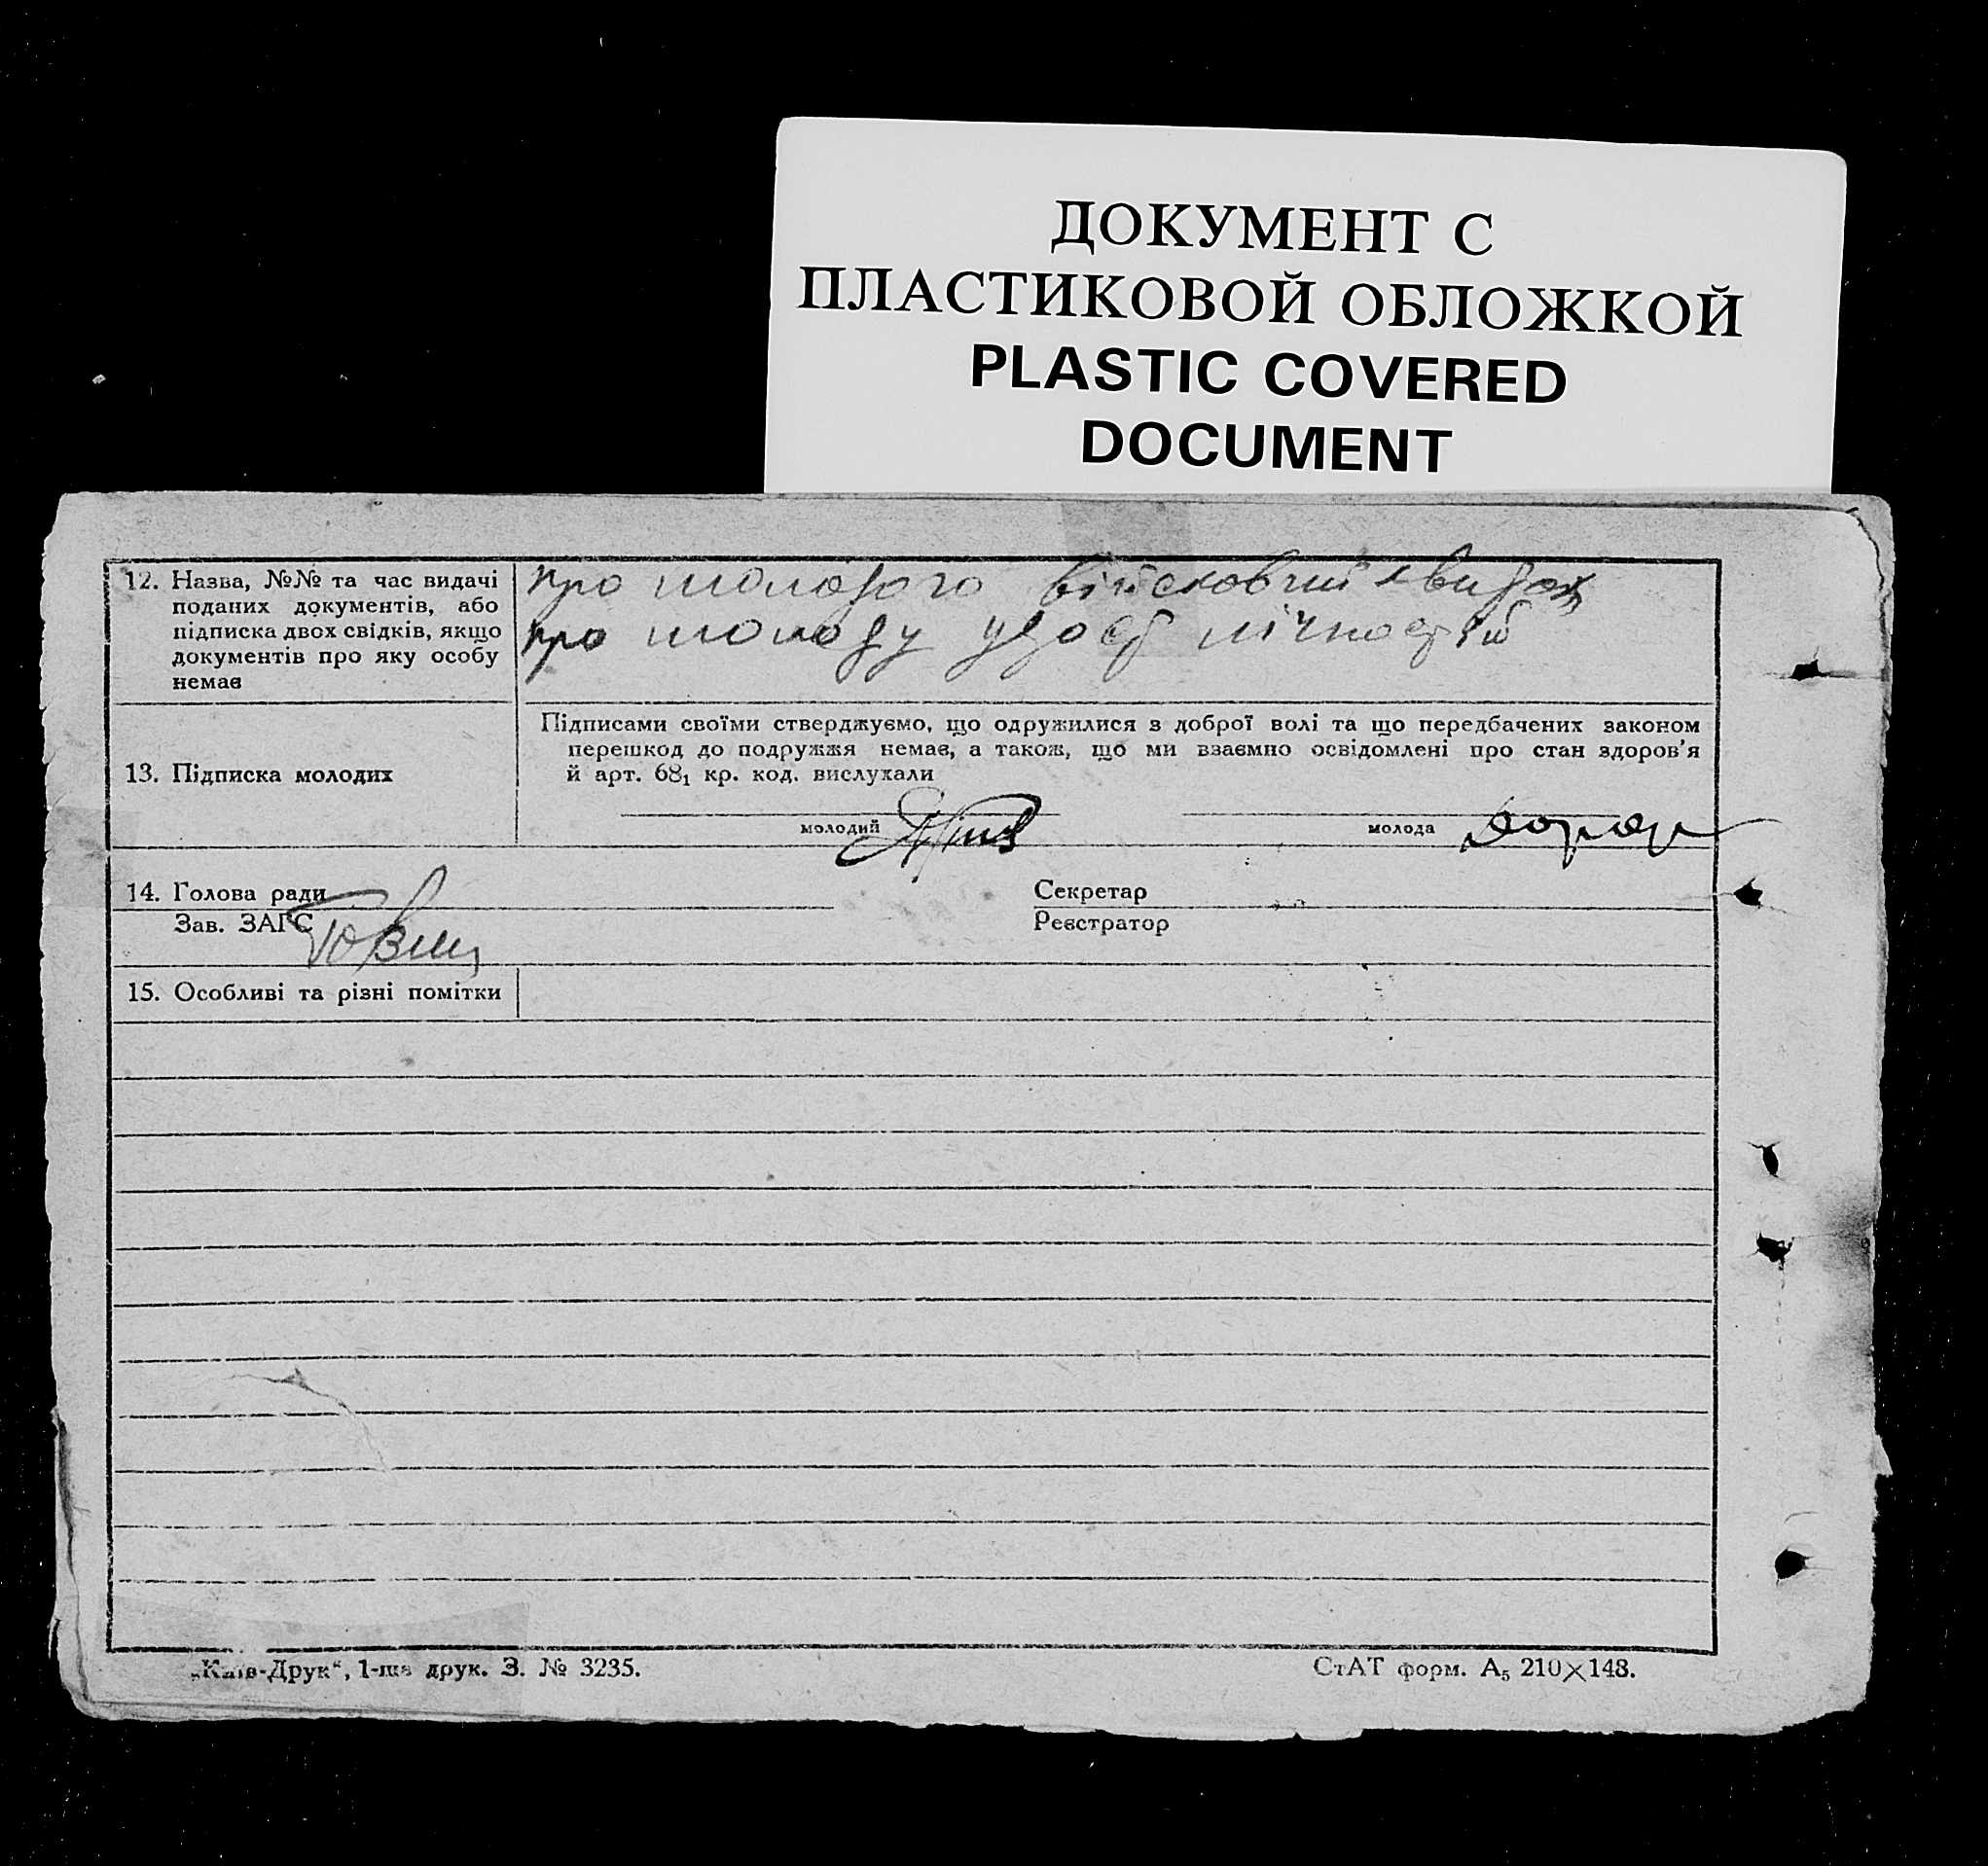 ДОКУМЕНТ С
ПЛАСТИКОВОЙ ОБЛОЖКОЙ
PLASTIC COVERED
DOCUMENT
12. Назва, №№ та час видачі
поданих документів, або
підписка двох свідків, якщо
документів про яку особу
немає
про молодого військовий
про молоду удост
13. Підписка молодих
Підписами своїми стверджуємо, що одружилися з доброї волі та що передбачених законом
перешкод до подружжя немає, а також, що ми взаємно освідомлені про стан здоров'я
й арт. 68₁ кр. код. вислухали
молодий
молода
14. Голова ради
Секретар
Зав. ЗАГС
Реєстратор
15. Особливі та різні помітки
„Київ-Друк“, 1-ша друк. З. № 3235.
СтАТ форм. А₅ 210×148.